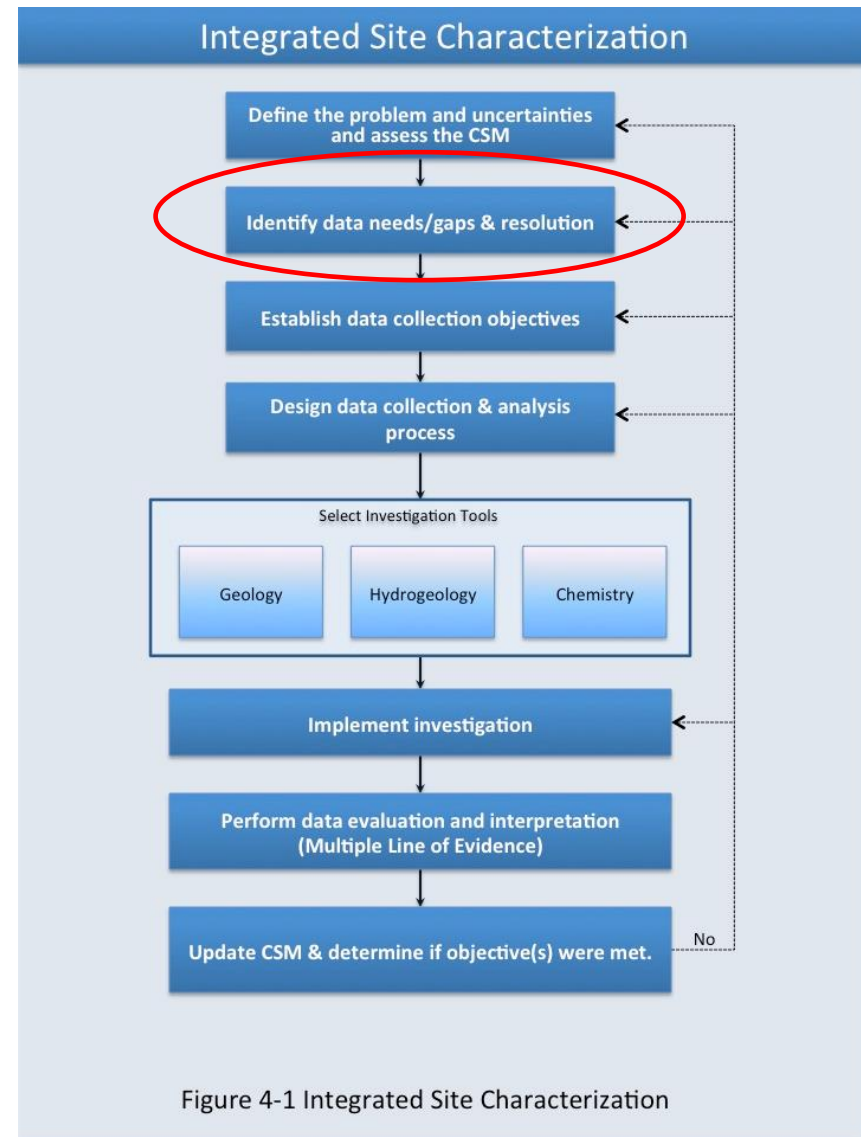 Integrated Site Characterization
Define the problem and uncertainties
and assess the CSM
Identify data needs/gaps & resolution
Establish data collection objectives
Design data collection & analysis
process
Select Investigation Tools
Geology
Hydrogeology
Chemistry
Implement investigation
Perform data evaluation and interpretation
(Multiple Line of Evidence)
Update CSM & determine if objective(s) were met.
No
Figure 4-1 Integrated Site Characterization